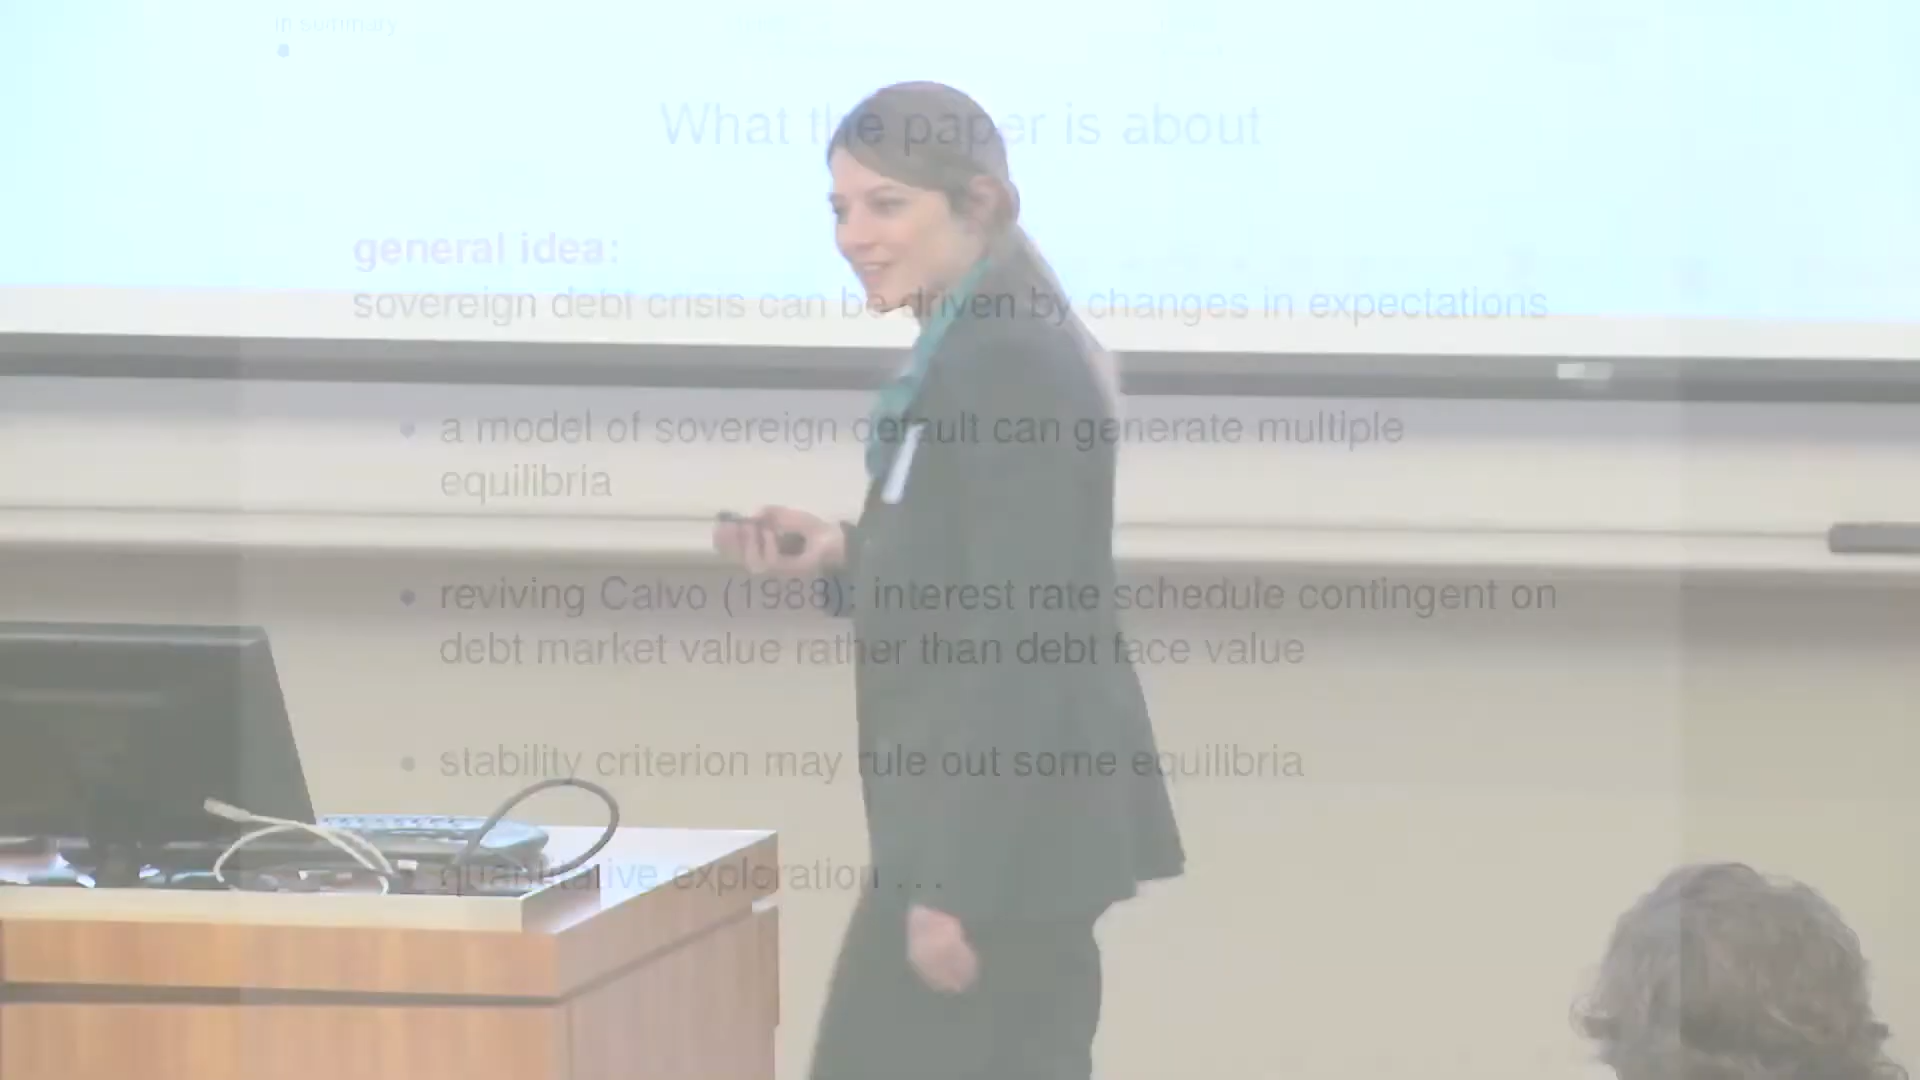 in summary
What the paper is about
general idea:
sovereign debt crisis can be driven by changes in expectations
a model of sovereign default can generate multiple
equilibria
reviving Calvo (1988): interest rate schedule contingent on
debt market value rather than debt face value
stability criterion may rule out some equilibria
quantitative exploration ...